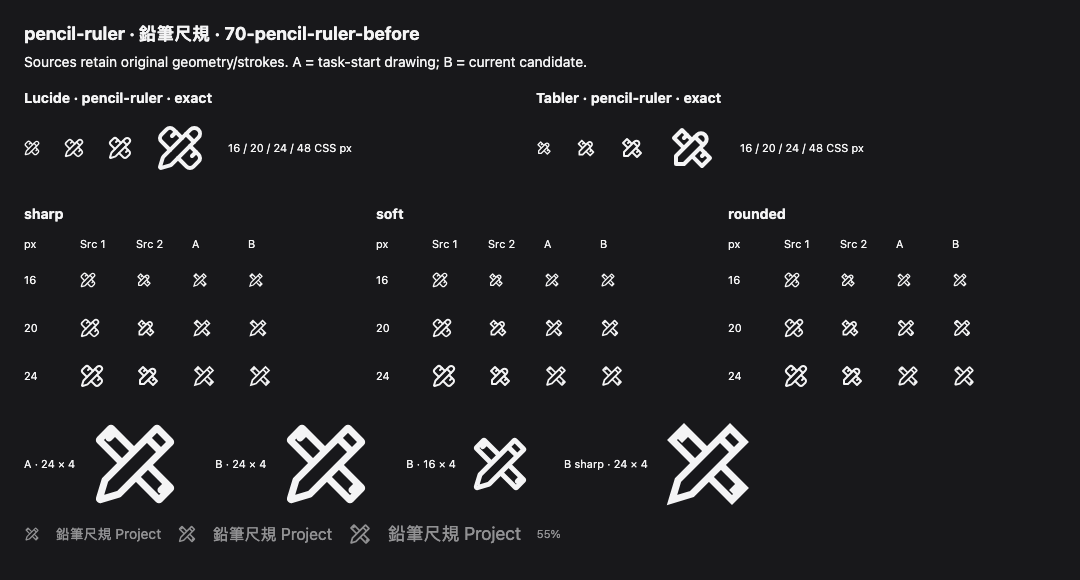 pencil-ruler · 鉛筆尺規 · 70-pencil-ruler-before
Sources retain original geometry/strokes. A = task-start drawing; B = current candidate.
Lucide · pencil-ruler · exact
16 / 20 / 24 / 48 CSS px
Tabler · pencil-ruler · exact
16 / 20 / 24 / 48 CSS px
sharp
px Src 1 Src 2 A B
16
20
24
soft
px Src 1 Src 2 A B
16
20
24
rounded
px Src 1 Src 2 A B
16
20
24
A · 24 × 4
B · 24 × 4
B · 16 × 4
B sharp · 24 × 4
鉛筆尺規 Project 鉛筆尺規 Project 鉛筆尺規 Project 55%